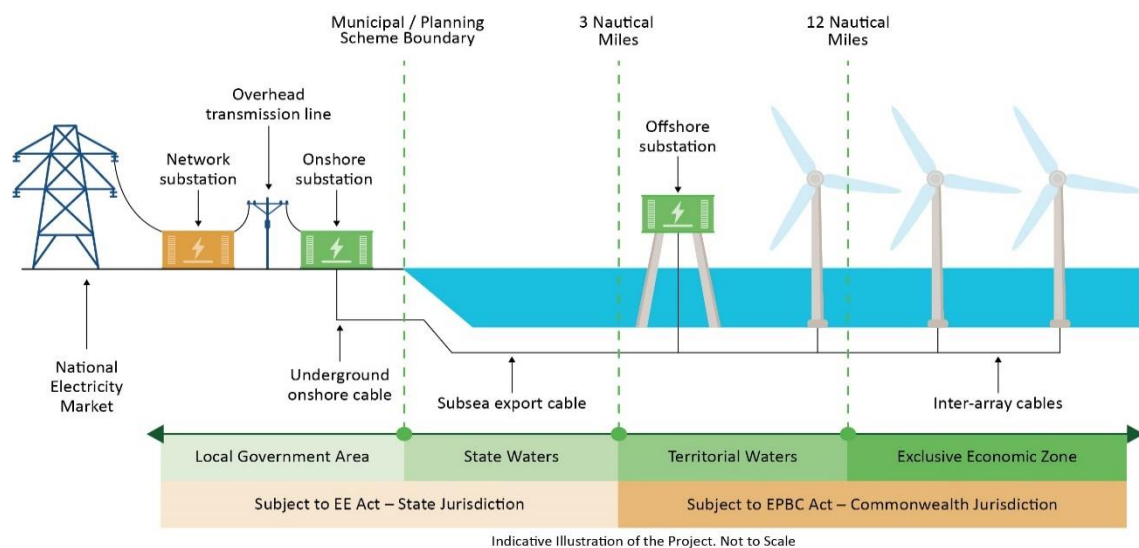 Municipal / Planning
Scheme Boundary
3 Nautical
Miles
12 Nautical
Miles
Overhead
transmission line
Network
substation
Onshore
substation
Offshore
substation
National
Electricity
Market
Underground
onshore cable
Subsea export cable
Inter-array cables
Local Government Area
State Waters
Territorial Waters
Exclusive Economic Zone
Subject to EE Act – State Jurisdiction
Subject to EPBC Act – Commonwealth Jurisdiction
Indicative Illustration of the Project. Not to Scale